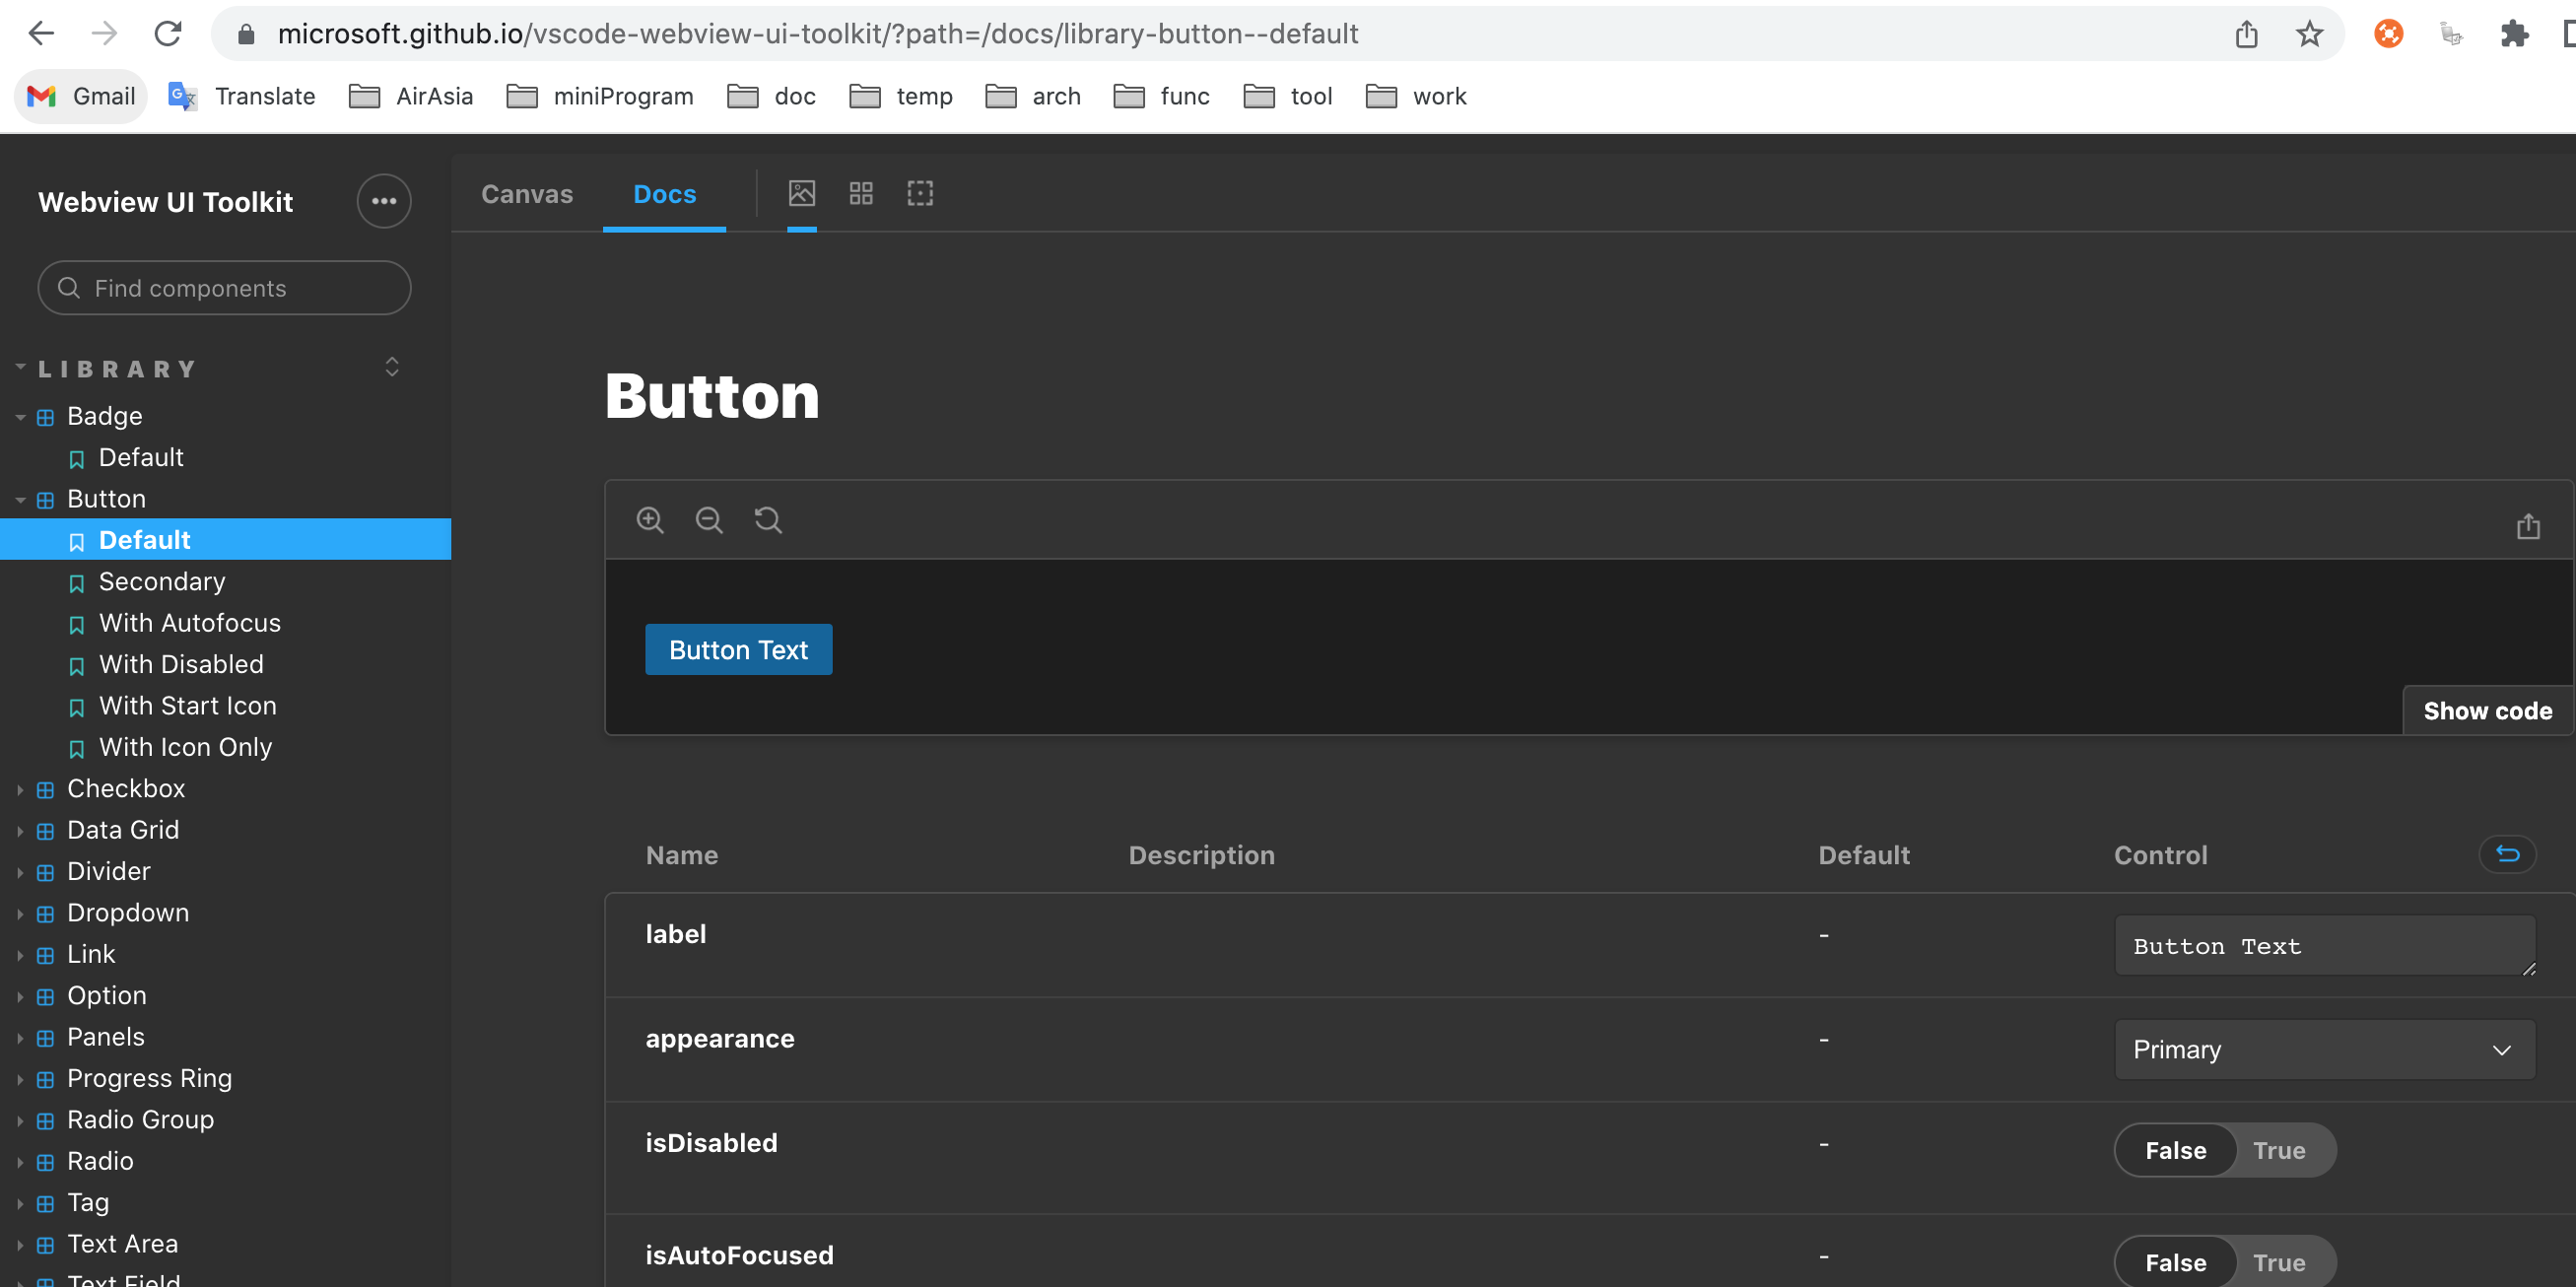 microsoft.github.io/vscode-webview-ui-toolkit/?path=/docs/library-button--default
Gmail Translate AirAsia miniProgram doc temp arch func tool work
Webview UI Toolkit
Find components
LIBRARY
Badge
Default
Button
Default
Secondary
With Autofocus
With Disabled
With Start Icon
With Icon Only
Checkbox
Data Grid
Divider
Dropdown
Link
Option
Panels
Progress Ring
Radio Group
Radio
Tag
Text Area
Text Field
Canvas Docs
Button
Button Text
Show code
Name Description Default Control
label - Button Text
appearance - Primary
isDisabled - False True
isAutoFocused - False True